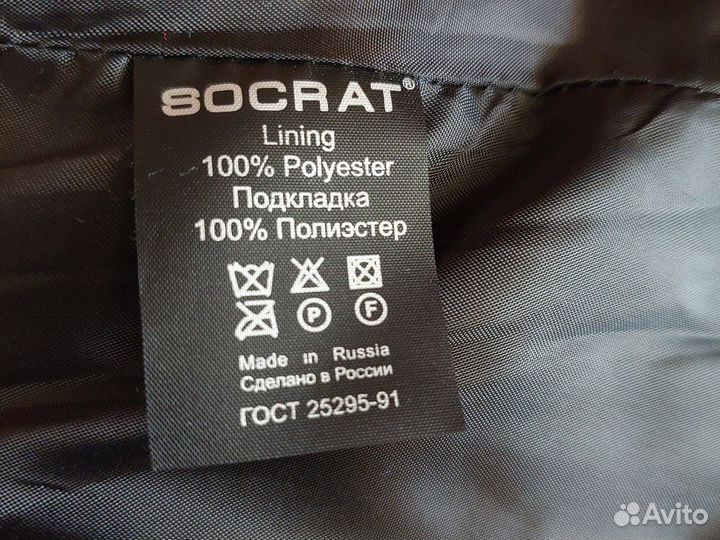 SOCRAT®
Lining
100% Polyester
Подкладка
100% Полиэстер
P F
Made in Russia
Сделано в России
ГОСТ 25295-91
Avito